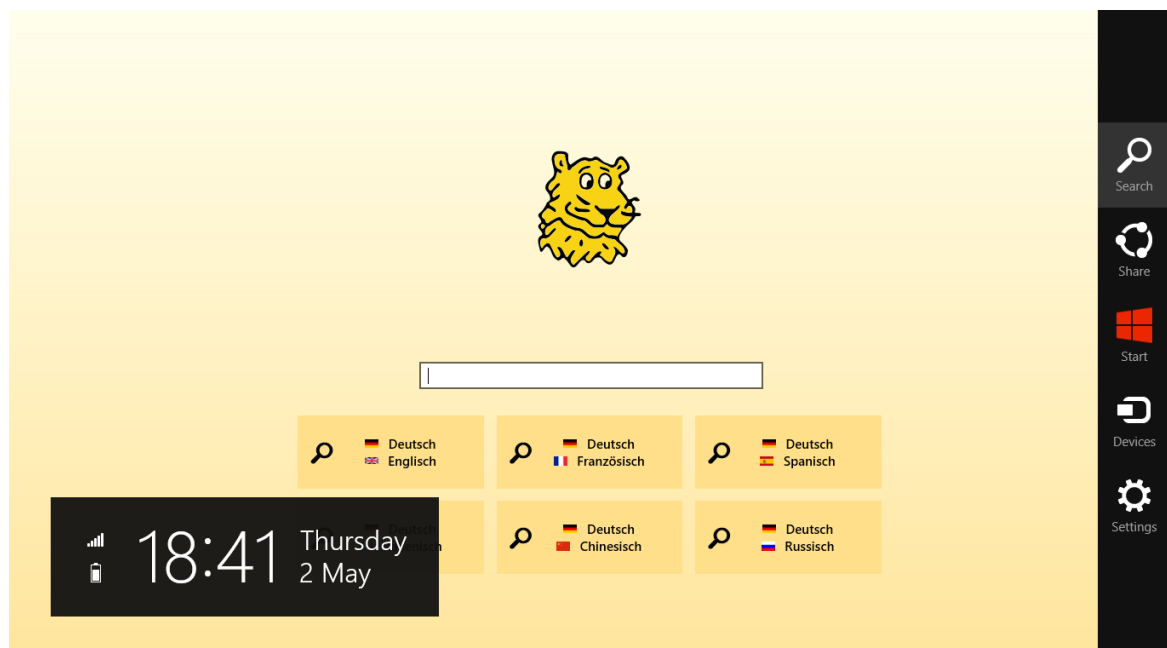 Search
Share
Start
Devices
Settings
Deutsch
Englisch
Deutsch
Französisch
Deutsch
Spanisch
Deutsch
Deutsch
Chinesisch
Deutsch
Russisch
18:41
Thursday
2 May